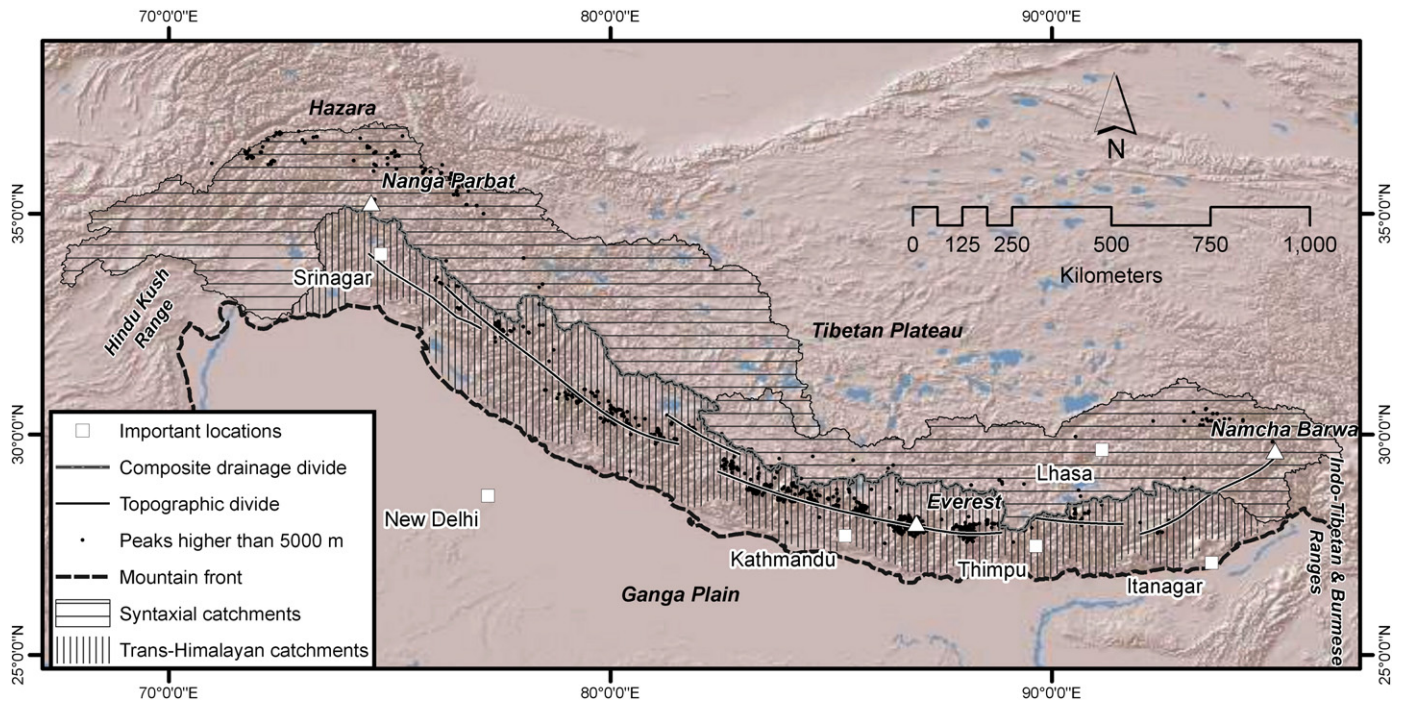 70°0'0"E
80°0'0"E
90°0'0"E
Hazara
N
Nanga Parbat
35°0'0"N
35°0'0"N
0 125 250 500 750 1,000
Kilometers
Srinagar
Hindu Kush
Range
Tibetan Plateau
30°0'0"N
30°0'0"N
Important locations
Composite drainage divide
Topographic divide
Peaks higher than 5000 m
Mountain front
Syntaxial catchments
Trans-Himalayan catchments
Namcha Barwa
Lhasa
Everest
New Delhi
Kathmandu
Thimpu
Itanagar
Indo-Tibetan & Burmese
Ranges
Ganga Plain
25°0'0"N
25°0'0"N
70°0'0"E
80°0'0"E
90°0'0"E